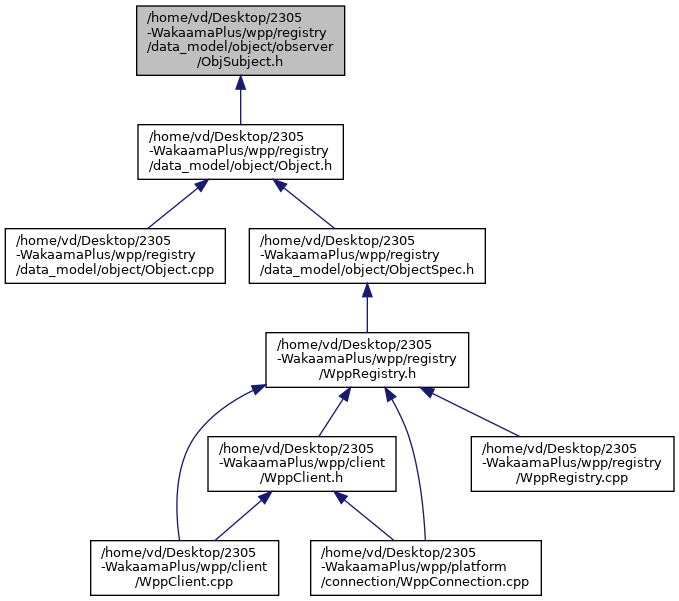 /home/vd/Desktop/2305
-WakaamaPlus/wpp/registry
/data_model/object/observer
/ObjSubject.h
/home/vd/Desktop/2305
-WakaamaPlus/wpp/registry
/data_model/object/Object.h
/home/vd/Desktop/2305
-WakaamaPlus/wpp/registry
/data_model/object/Object.cpp
/home/vd/Desktop/2305
-WakaamaPlus/wpp/registry
/data_model/object/ObjectSpec.h
/home/vd/Desktop/2305
-WakaamaPlus/wpp/registry
/WppRegistry.h
/home/vd/Desktop/2305
-WakaamaPlus/wpp/client
/WppClient.h
/home/vd/Desktop/2305
-WakaamaPlus/wpp/registry
/WppRegistry.cpp
/home/vd/Desktop/2305
-WakaamaPlus/wpp/client
/WppClient.cpp
/home/vd/Desktop/2305
-WakaamaPlus/wpp/platform
/connection/WppConnection.cpp